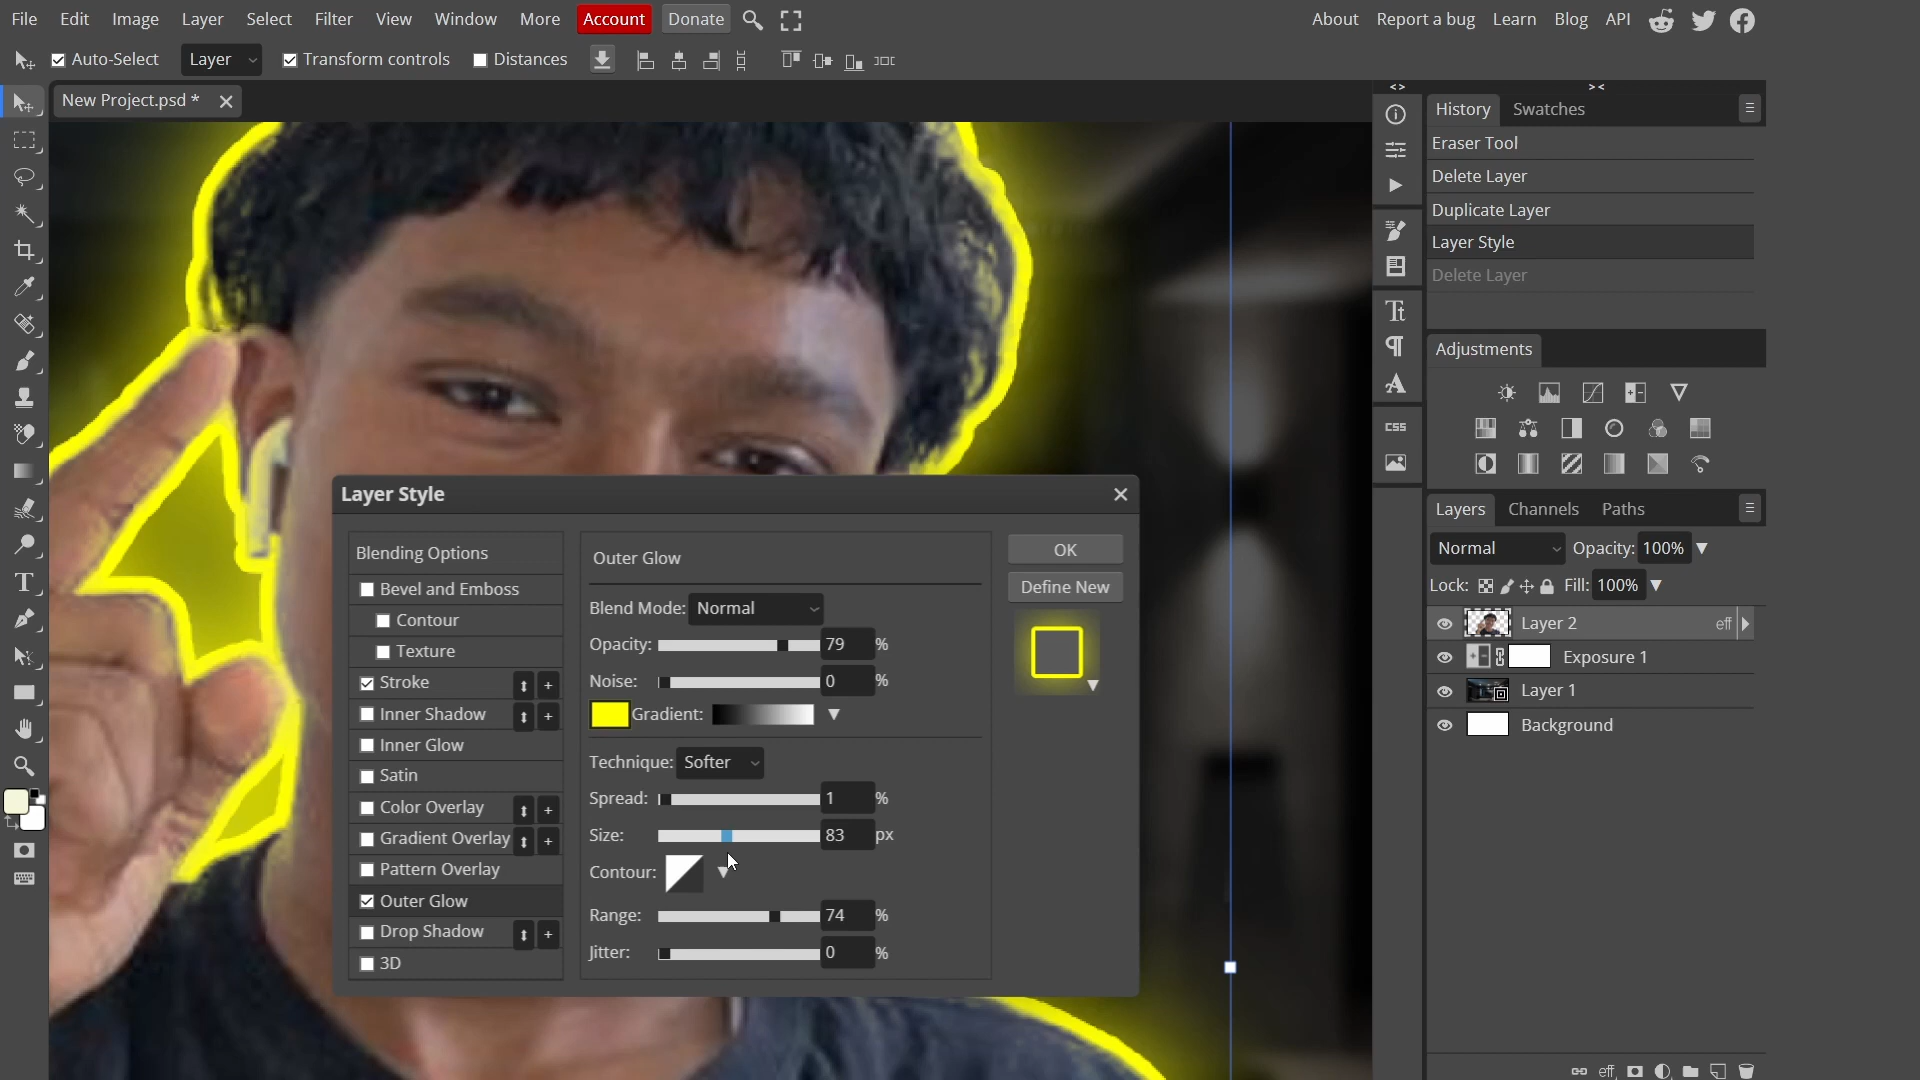 File Edit Image Layer Select Filter View Window More Account Donate About Report a bug Learn Blog API
Auto-Select Layer Transform controls Distances
New Project.psd *
History Swatches
Eraser Tool
Delete Layer
Duplicate Layer
Layer Style
Delete Layer
Adjustments
CSS
Layers Channels Paths
Normal Opacity: 100%
Lock: Fill: 100%
Layer 2 eff
Exposure 1
Layer 1
Background
eff
Layer Style
Blending Options
Bevel and Emboss
Contour
Texture
Stroke
Inner Shadow
Inner Glow
Satin
Color Overlay
Gradient Overlay
Pattern Overlay
Outer Glow
Drop Shadow
3D
Outer Glow
Blend Mode: Normal
Opacity: 79 %
Noise: 0 %
Gradient:
Technique: Softer
Spread: 1 %
Size: 83 px
Contour:
Range: 74 %
Jitter: 0 %
OK
Define New